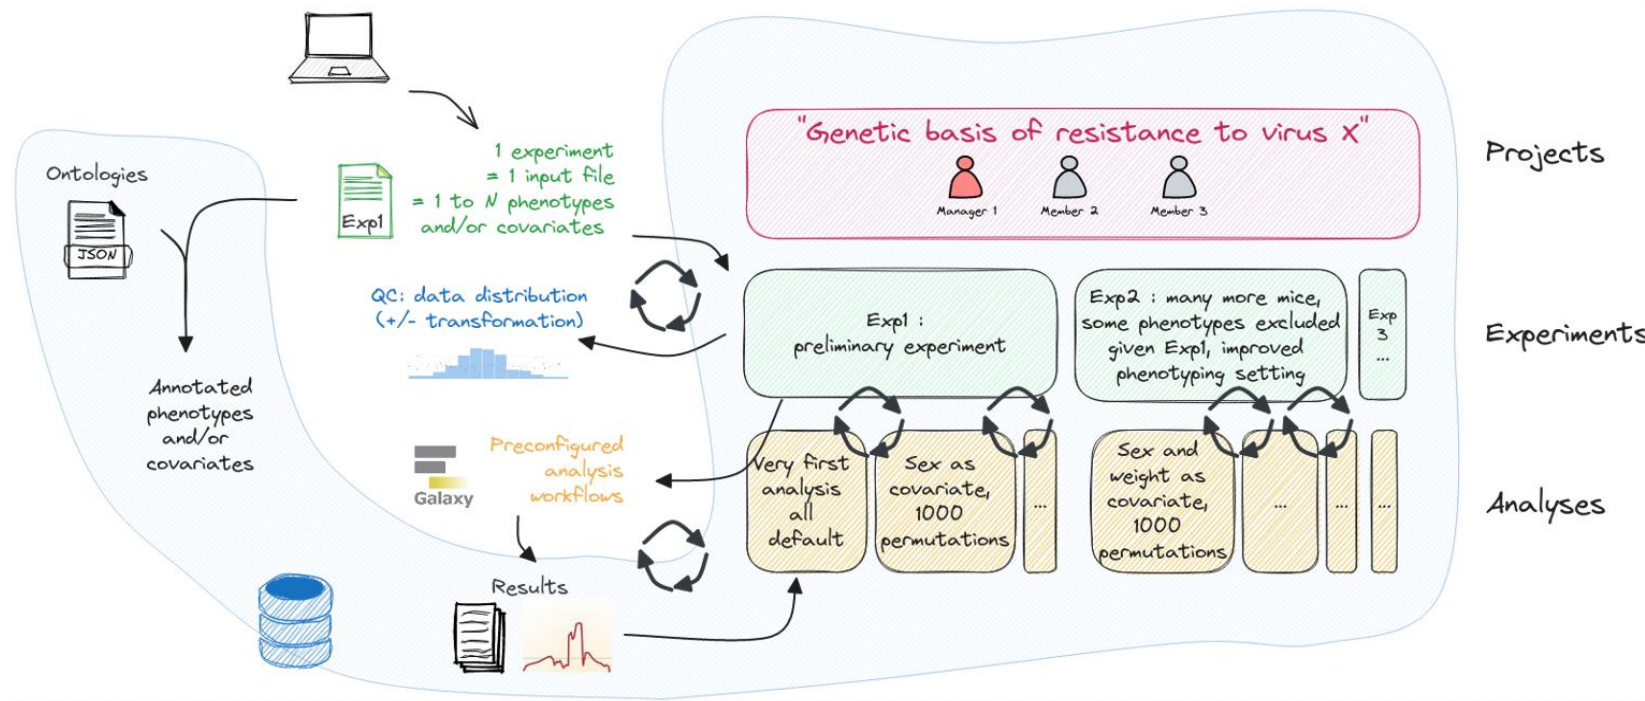 Ontologies
JSON
Annotated
phenotypes
and/or
covariates
1 experiment
= 1 input file
= 1 to N phenotypes
and/or covariates
Exp1
QC: data distribution
(+/- transformation)
Preconfigured
analysis
workflows
Galaxy
Results
"Genetic basis of resistance to virus X"
Manager 1
Member 2
Member 3
Projects
Exp1 :
preliminary experiment
Exp2 : many more mice,
some phenotypes excluded
given Exp1, improved
phenotyping setting
Exp
3
...
Experiments
Very first
analysis
all
default
Sex as
covariate,
1000
permutations
...
Sex and
weight as
covariate,
1000
permutations
...
...
...
Analyses